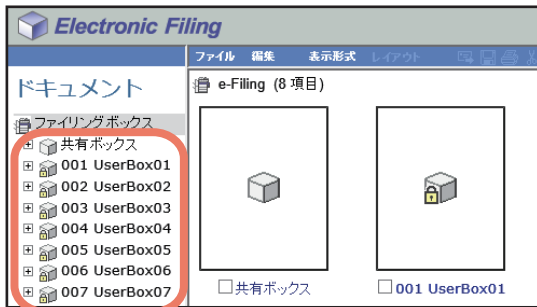 Electronic Filing
ファイル 編集 表示形式 レイアウト
ドキュメント
e-Filing (8 項目)
ファイリングボックス
共有ボックス
001 UserBox01
002 UserBox02
003 UserBox03
004 UserBox04
005 UserBox05
006 UserBox06
007 UserBox07
共有ボックス
001 UserBox01